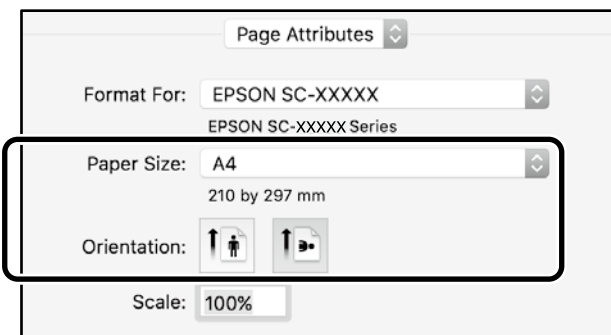 Page Attributes
Format For: EPSON SC-XXXXX
EPSON SC-XXXXX Series
Paper Size: A4
210 by 297 mm
Orientation:
Scale: 100%